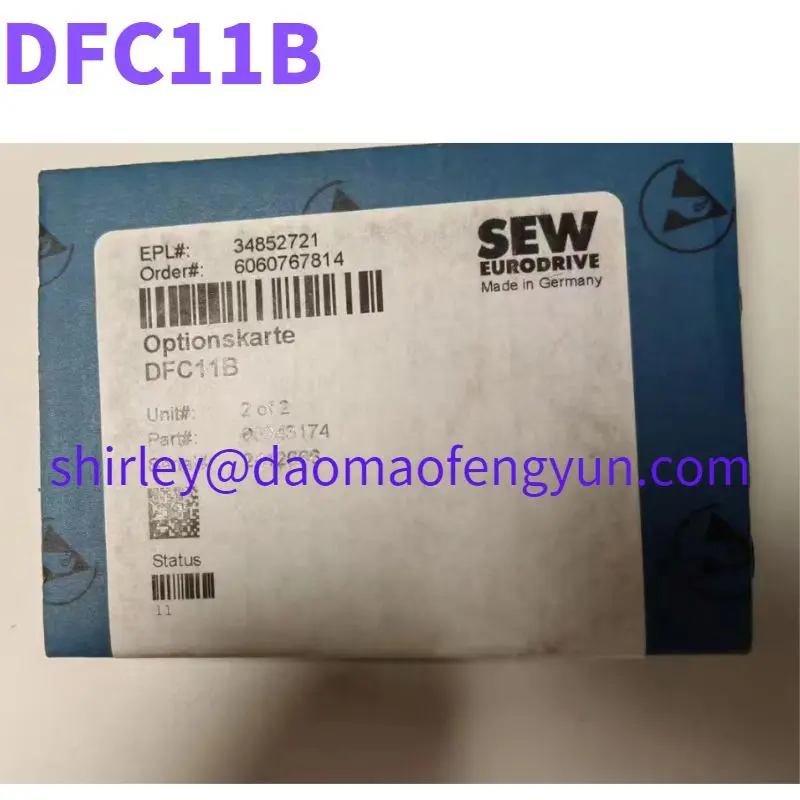 DFC11B
EPL#: 34852721
Order#: 6060767814
SEW
EURODRIVE
Made in Germany
Optionskarte
DFC11B
Unit#: 2 of 2
Part#:
shirley@daomaofengyun.com
Status
11